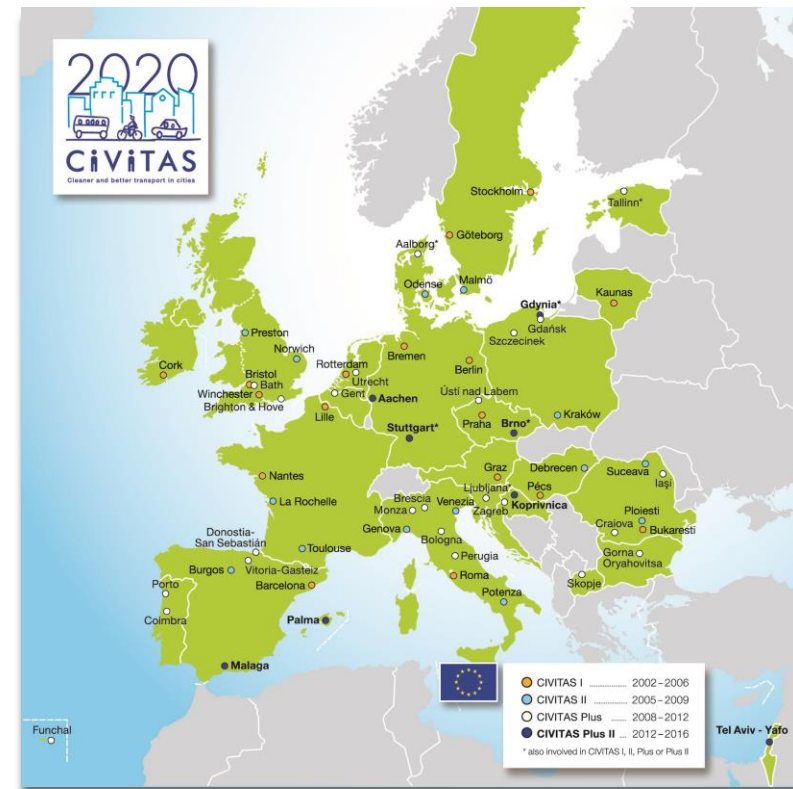 2020
CiViTAS
Cleaner and better transport in cities
Stockholm
Tallinn*
Göteborg
Aalborg*
Malmö
Odense
Kaunas
Gdynia*
Gdańsk
Szczecinek
Preston
Norwich
Cork
Bristol
Bath
Winchester
Brighton & Hove
Rotterdam
Utrecht
Bremen
Berlin
Gent
Aachen
Ústí nad Labem
Lille
Stuttgart*
Praha
Brno*
Kraków
Nantes
La Rochelle
Graz
Debrecen
Suceava
Iaşi
Ljubljana*
Pécs
Brescia
Venezia
Zagreb
Koprivnica
Monza
Ploiesti
Genova
Craiova
Bukaresti
Bologna
Donostia-
San Sebastián
Toulouse
Perugia
Gorna
Oryahovitsa
Burgos
Vitoria-Gasteiz
Roma
Skopje
Porto
Barcelona
Potenza
Coimbra
Palma
Malaga
Funchal
Tel Aviv - Yafo
CIVITAS I ............ 2002-2006
CIVITAS II ........... 2005-2009
CIVITAS Plus ..... 2008-2012
CIVITAS Plus II ... 2012-2016
* also involved in CIVITAS I, II, Plus or Plus II